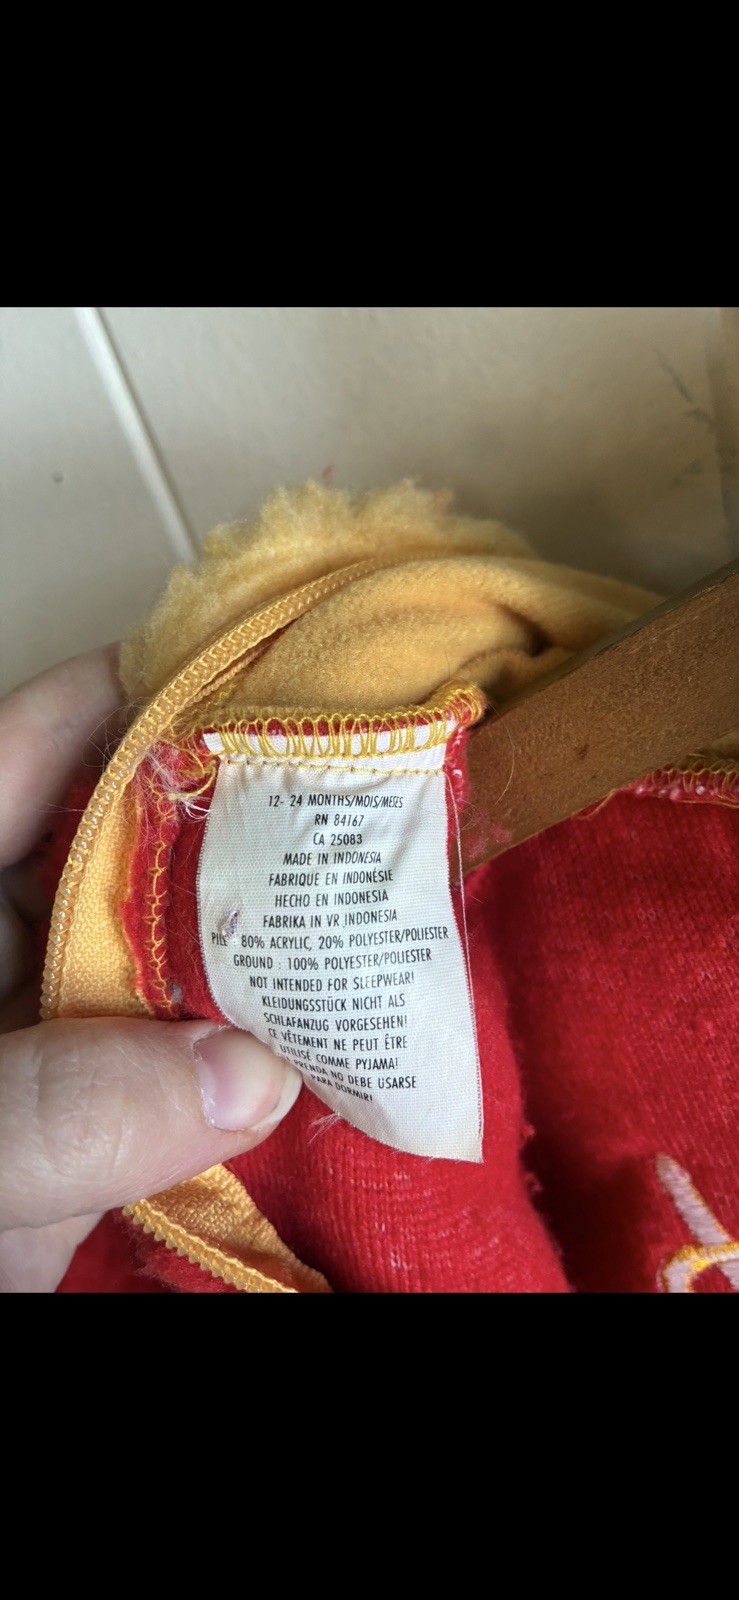 12- 24 MONTHS/MOIS/MESES
RN 84167
CA 25083
MADE IN INDONESIA
FABRIQUE EN INDONÉSIE
HECHO EN INDONESIA
FABRIKA IN VR INDONESIA
PILE 80% ACRYLIC, 20% POLYESTER/POLIESTER
GROUND : 100% POLYESTER/POLIESTER
NOT INTENDED FOR SLEEPWEAR!
KLEIDUNGSSTÜCK NICHT ALS
SCHLAFANZUG VORGESEHEN!
CE VÊTEMENT NE PEUT ÊTRE
UTILISÉ COMME PYJAMA!
PRENDA NO DEBE USARSE
PARA DORMIR!